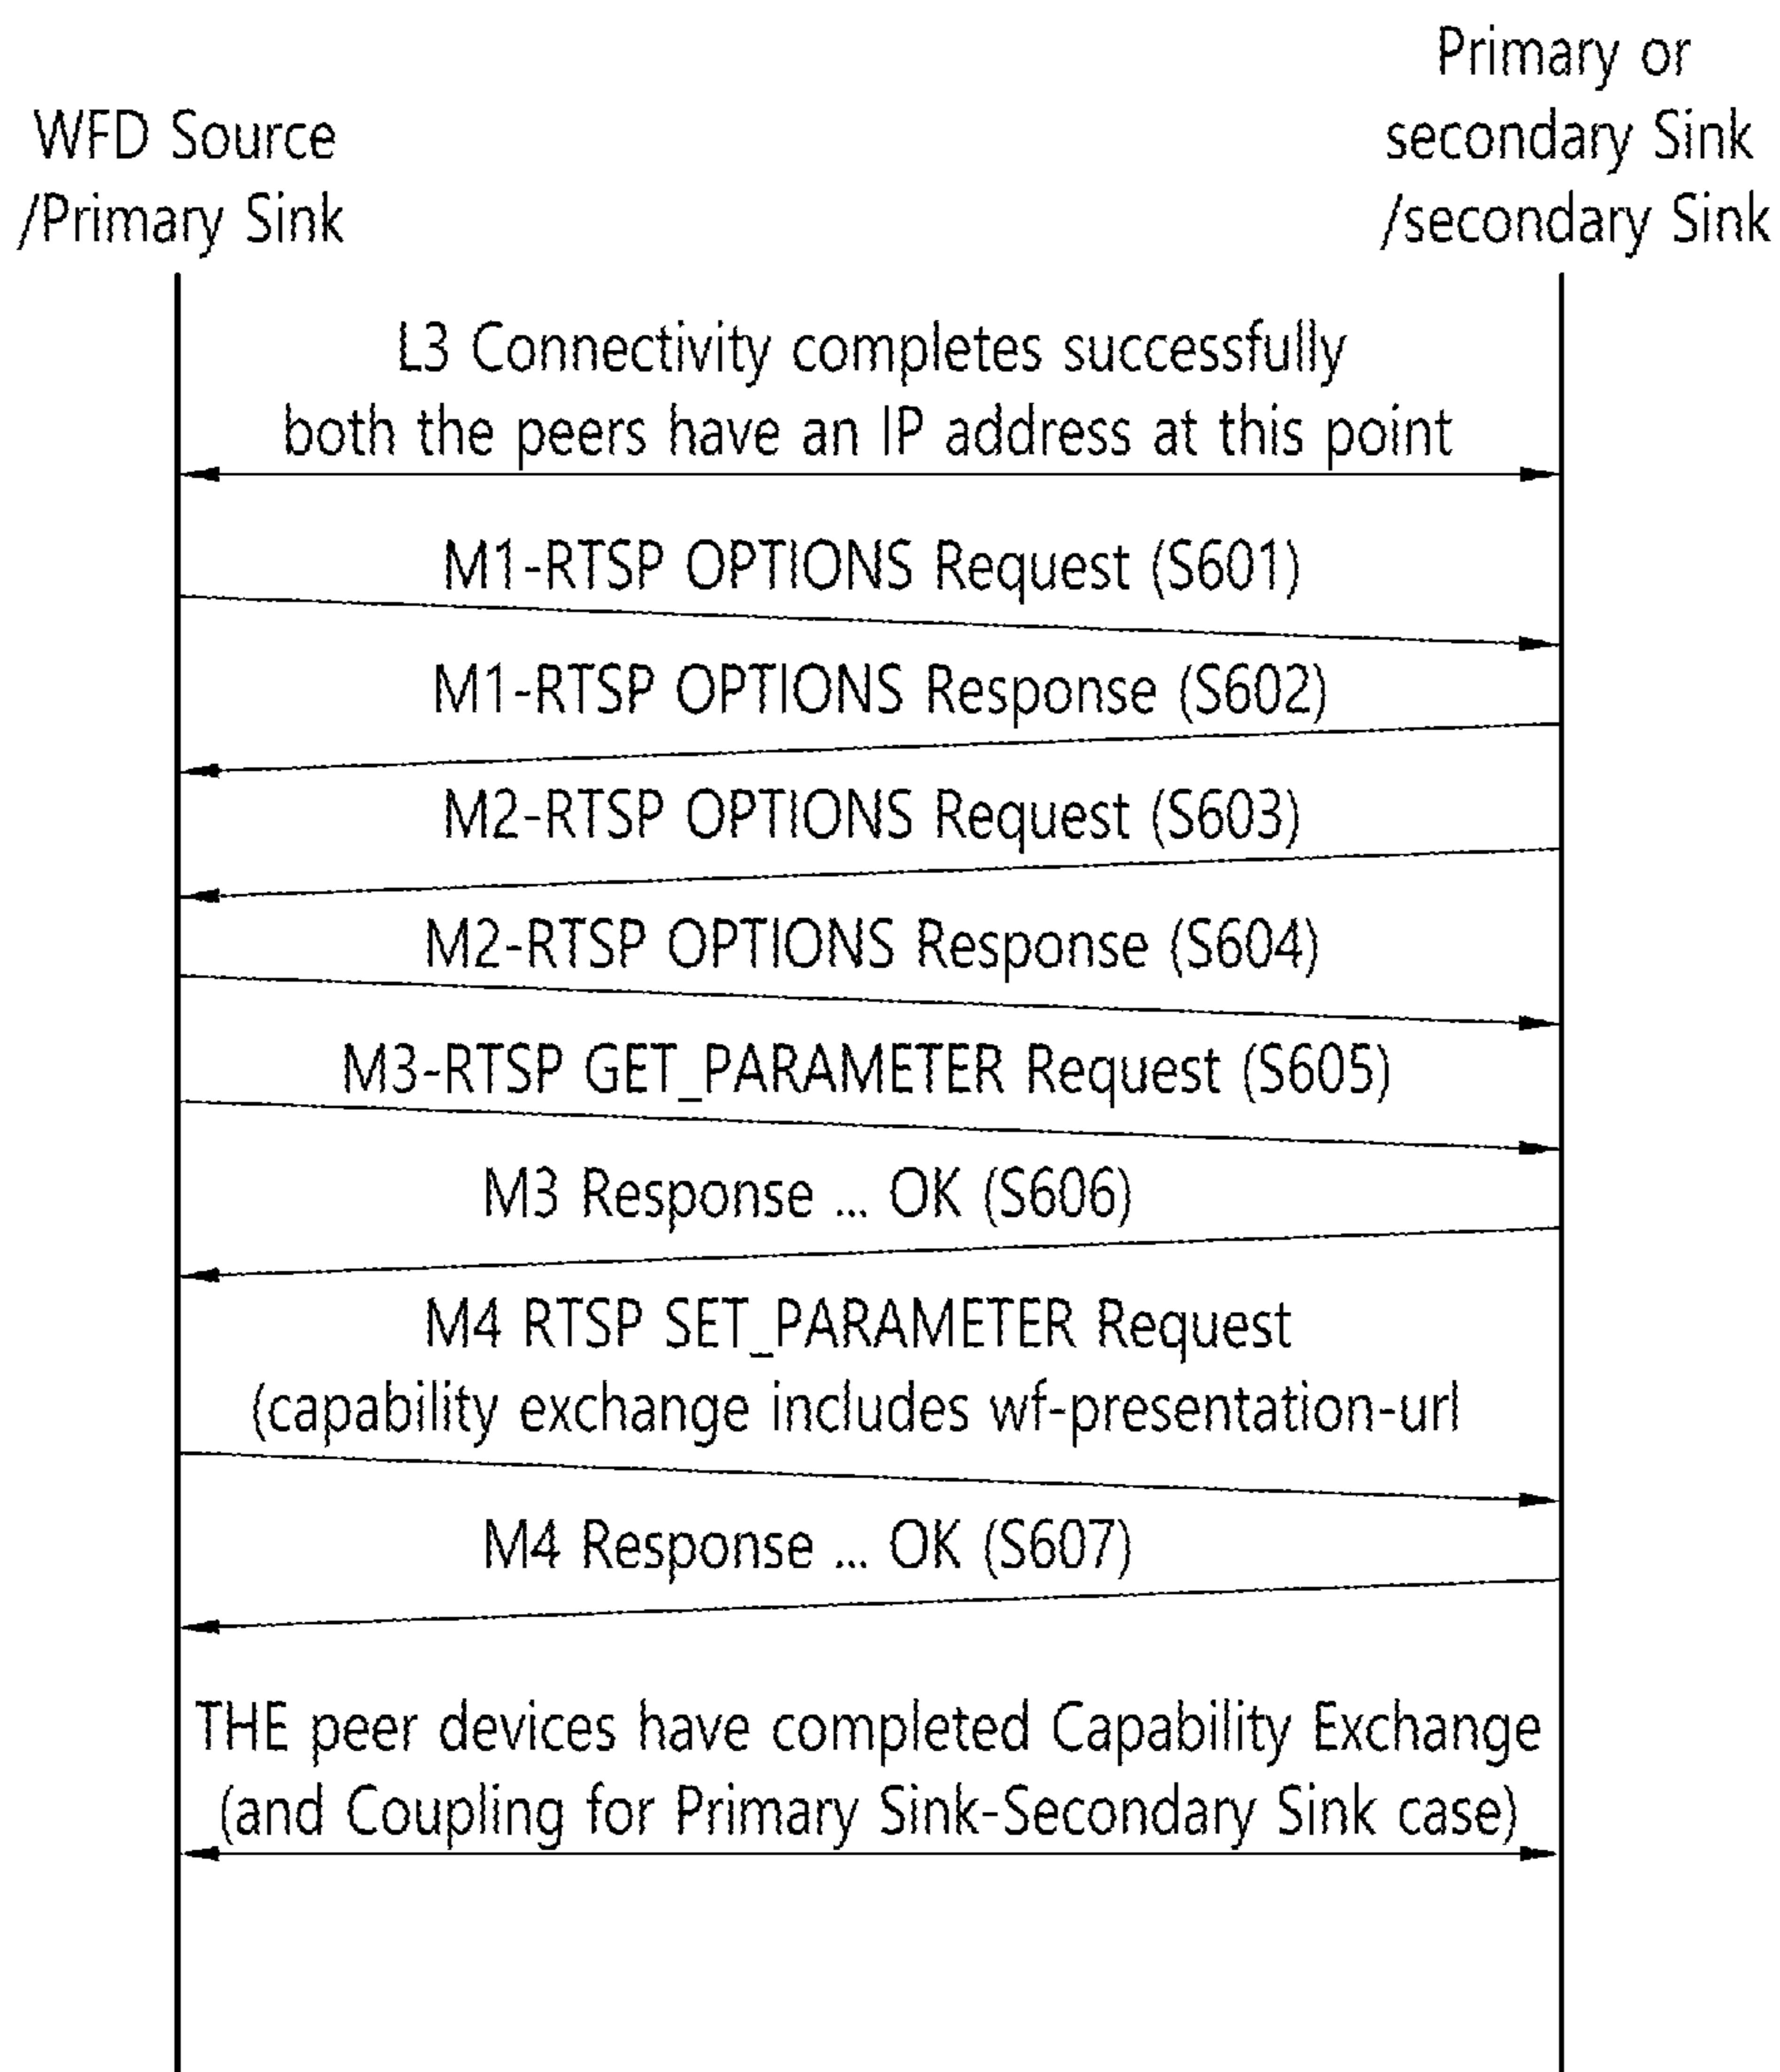 WFD Source
/Primary Sink
Primary or
secondary Sink
/secondary Sink
L3 Connectivity completes successfully
both the peers have an IP address at this point
M1-RTSP OPTIONS Request (S601)
M1-RTSP OPTIONS Response (S602)
M2-RTSP OPTIONS Request (S603)
M2-RTSP OPTIONS Response (S604)
M3-RTSP GET_PARAMETER Request (S605)
M3 Response ... OK (S606)
M4 RTSP SET_PARAMETER Request
(capability exchange includes wf-presentation-url
M4 Response ... OK (S607)
THE peer devices have completed Capability Exchange
(and Coupling for Primary Sink-Secondary Sink case)